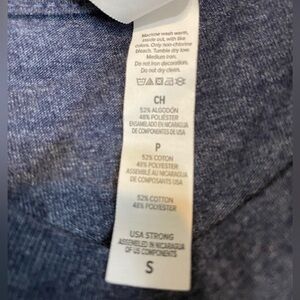 Machine wash warm,
inside out, with like
colors. Only non-chlorine
bleach. Tumble dry low.
Medium iron.
Do not iron decoration.
Do not dry clean.
CH
52% ALGODÓN
48% POLIÉSTER
ENSAMBLADO EN NICARAGUA
DE COMPONENTES DE USA
P
52% COTON
48% POLYESTER
ASSEMBLÉ AU NICARAGUA
DE COMPOSANTS USA
52% COTTON
48% POLYESTER
USA STRONG
ASSEMBLED IN NICARAGUA
OF US COMPONENTS
S